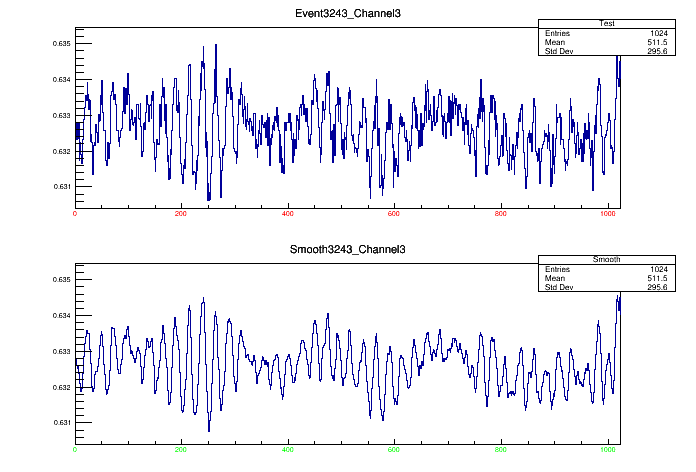 Event3243_Channel3
Test
Entries 1024
Mean 511.5
Std Dev 295.6
0.635
0.634
0.633
0.632
0.631
0 200 400 600 800 1000
Smooth3243_Channel3
Smooth
Entries 1024
Mean 511.5
Std Dev 295.6
0.635
0.634
0.633
0.632
0.631
0 200 400 600 800 1000